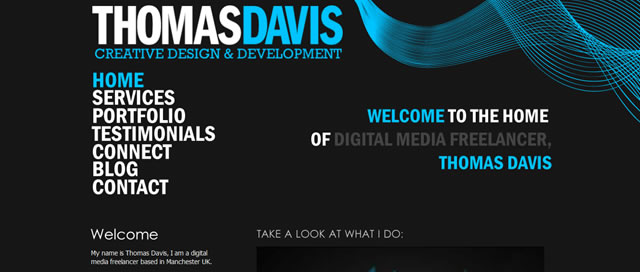 THOMASDAVIS
CREATIVE DESIGN & DEVELOPMENT
HOME
SERVICES
PORTFOLIO
TESTIMONIALS
CONNECT
BLOG
CONTACT
WELCOME TO THE HOME
OF DIGITAL MEDIA FREELANCER,
THOMAS DAVIS
Welcome
My name is Thomas Davis, I am a digital
media freelancer based in Manchester UK.
TAKE A LOOK AT WHAT I DO: